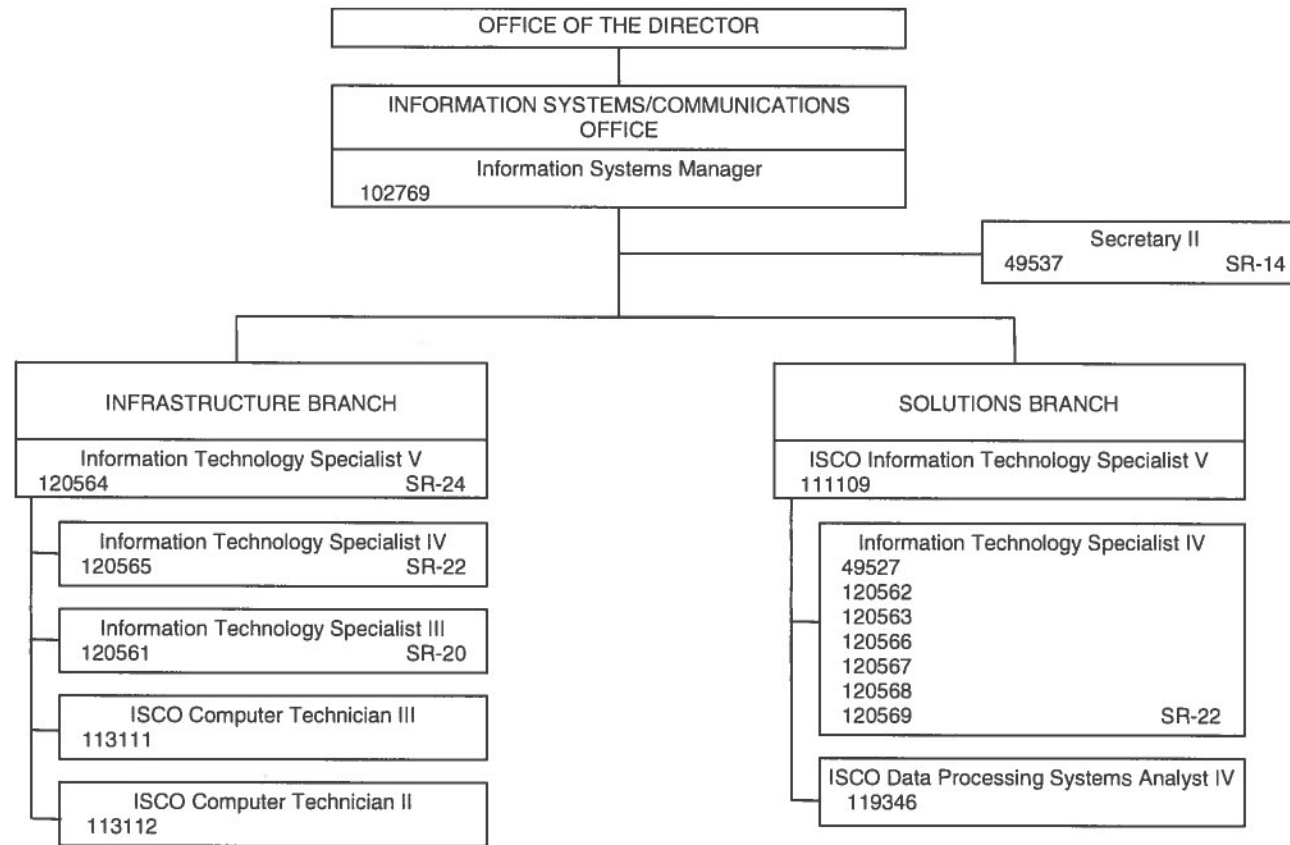 OFFICE OF THE DIRECTOR
INFORMATION SYSTEMS/COMMUNICATIONS
OFFICE
Information Systems Manager
102769
Secretary II
49537 SR-14
INFRASTRUCTURE BRANCH
Information Technology Specialist V
120564 SR-24
Information Technology Specialist IV
120565 SR-22
Information Technology Specialist III
120561 SR-20
ISCO Computer Technician III
113111
ISCO Computer Technician II
113112
SOLUTIONS BRANCH
ISCO Information Technology Specialist V
111109
Information Technology Specialist IV
49527
120562
120563
120566
120567
120568
120569 SR-22
ISCO Data Processing Systems Analyst IV
119346